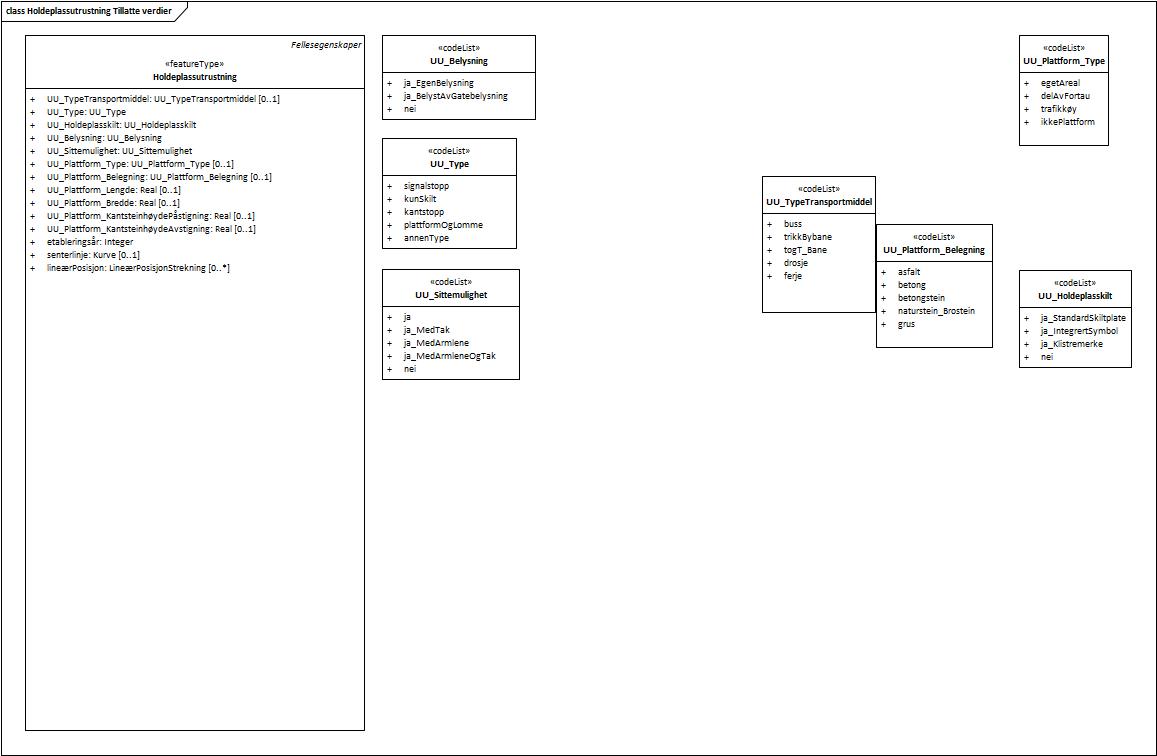 class Holdeplassutrustning Tillatte verdier
Fellesegenskaper
«featureType»
Holdeplassutrustning
+ UU_TypeTransportmiddel: UU_TypeTransportmiddel [0..1]
+ UU_Type: UU_Type
+ UU_Holdeplasskilt: UU_Holdeplasskilt
+ UU_Belysning: UU_Belysning
+ UU_Sittemulighet: UU_Sittemulighet
+ UU_Plattform_Type: UU_Plattform_Type [0..1]
+ UU_Plattform_Belegning: UU_Plattform_Belegning [0..1]
+ UU_Plattform_Lengde: Real [0..1]
+ UU_Plattform_Bredde: Real [0..1]
+ UU_Plattform_KantsteinhøydePåstigning: Real [0..1]
+ UU_Plattform_KantsteinhøydeAvstigning: Real [0..1]
+ etableringsår: Integer
+ senterlinje: Kurve [0..1]
+ lineærPosisjon: LineærPosisjonStrekning [0..*]
«codeList»
UU_Belysning
+ ja_EgenBelysning
+ ja_BelystAvGatebelysning
+ nei
«codeList»
UU_Type
+ signalstopp
+ kunSkilt
+ kantstopp
+ plattformOgLomme
+ annenType
«codeList»
UU_Sittemulighet
+ ja
+ ja_MedTak
+ ja_MedArmlene
+ ja_MedArmleneOgTak
+ nei
«codeList»
UU_TypeTransportmiddel
+ buss
+ trikkBybane
+ togT_Bane
+ drosje
+ ferje
«codeList»
UU_Plattform_Belegning
+ asfalt
+ betong
+ betongstein
+ naturstein_Brostein
+ grus
«codeList»
UU_Plattform_Type
+ egetAreal
+ delAvFortau
+ trafikkøy
+ ikkePlattform
«codeList»
UU_Holdeplasskilt
+ ja_StandardSkiltplate
+ ja_IntegrertSymbol
+ ja_Klistremerke
+ nei